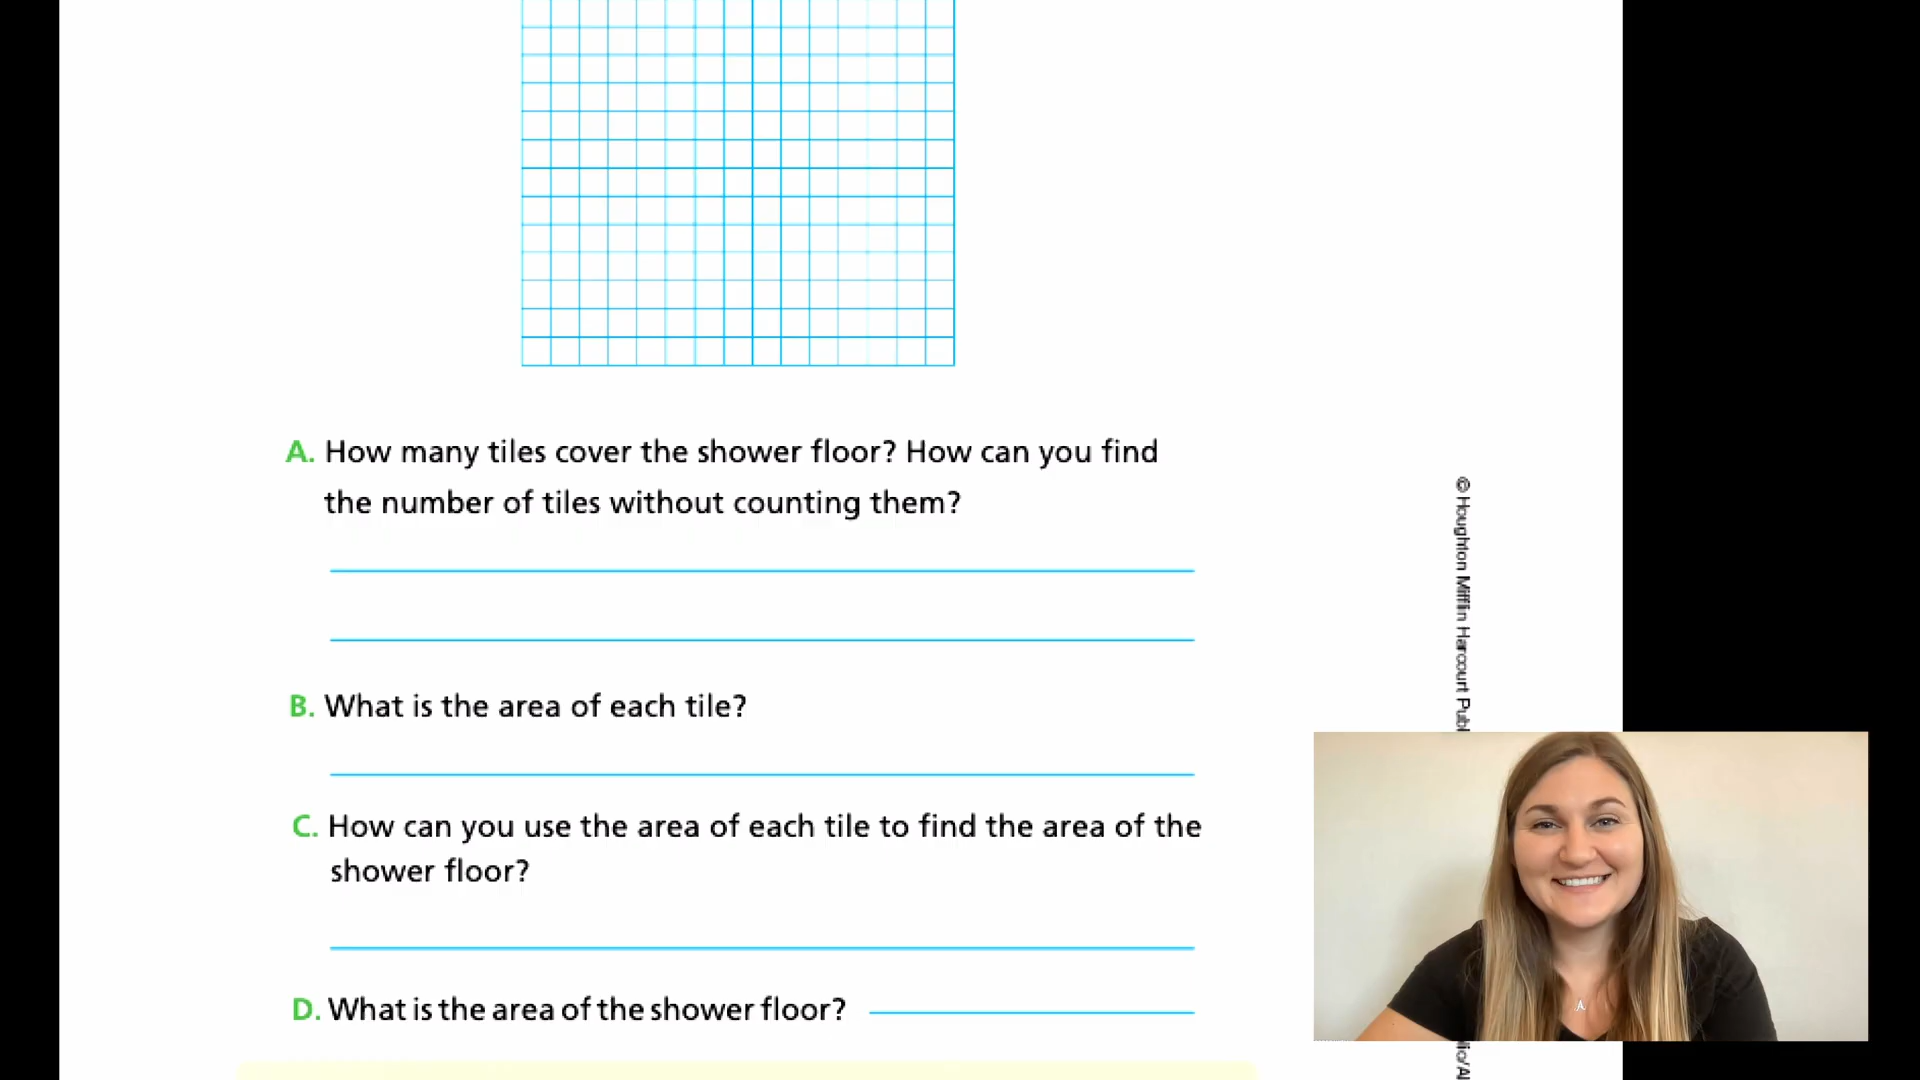 A. How many tiles cover the shower floor? How can you find
the number of tiles without counting them?
B. What is the area of each tile?
C. How can you use the area of each tile to find the area of the
shower floor?
D. What is the area of the shower floor?
© Houghton Mifflin Harcourt